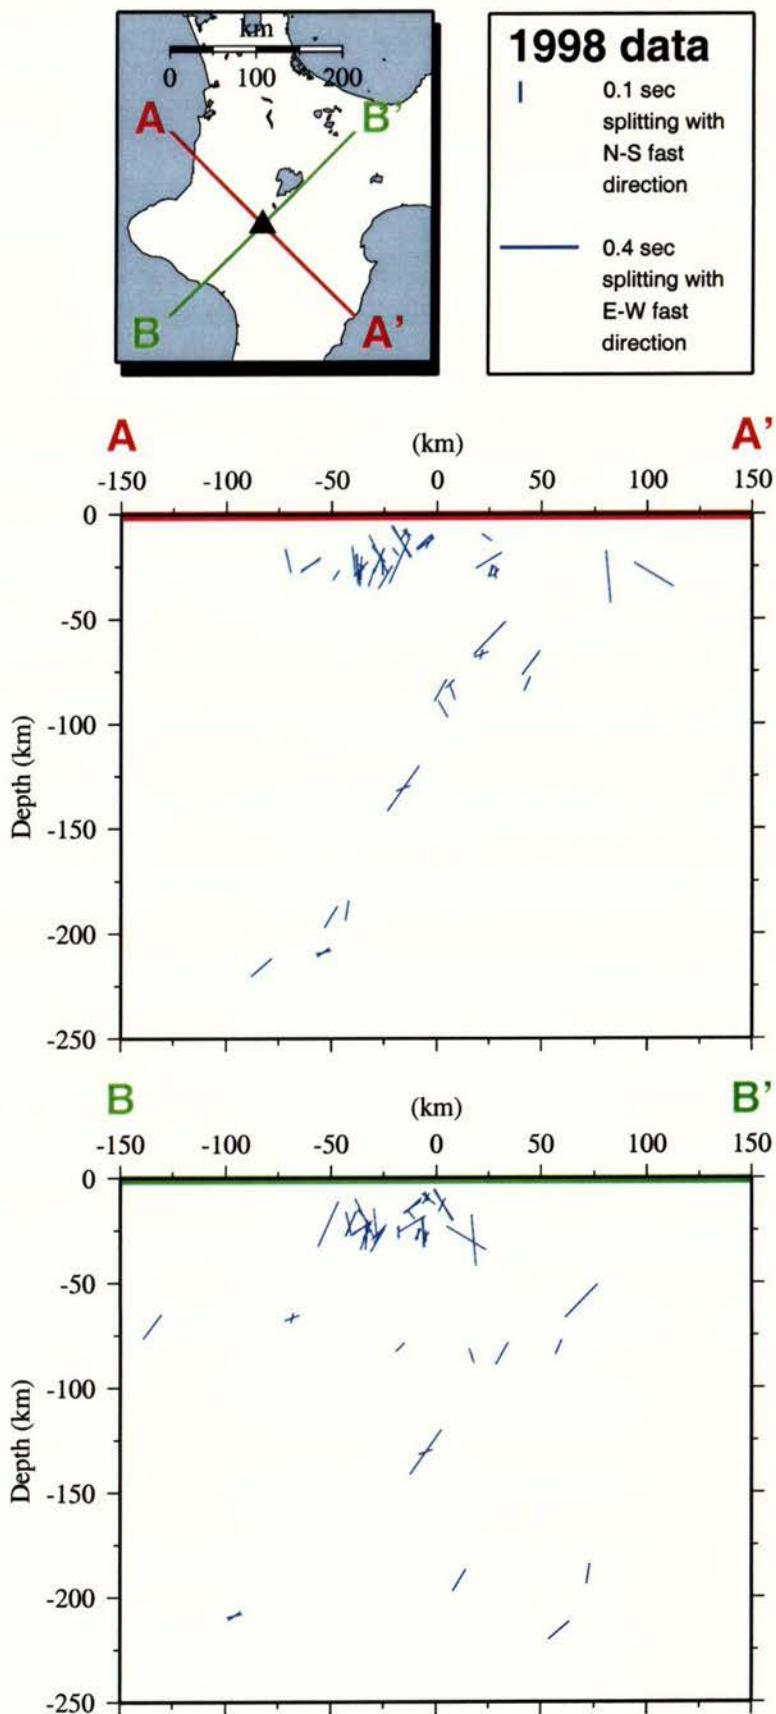 km
0 100 200
A B'
B A'
1998 data
0.1 sec
splitting with
N-S fast
direction
0.4 sec
splitting with
E-W fast
direction
A A'
(km)
-150 -100 -50 0 50 100 150
0
-50
-100
-150
-200
-250
Depth (km)
B B'
(km)
-150 -100 -50 0 50 100 150
0
-50
-100
-150
-200
-250
Depth (km)